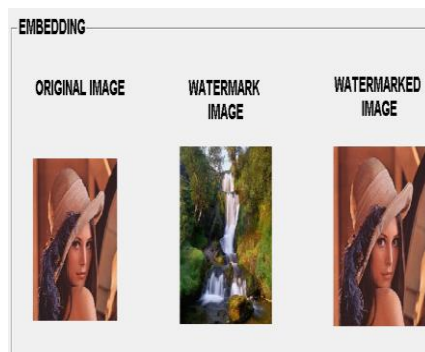 EMBEDDING
ORIGINAL IMAGE
WATERMARK
IMAGE
WATERMARKED
IMAGE